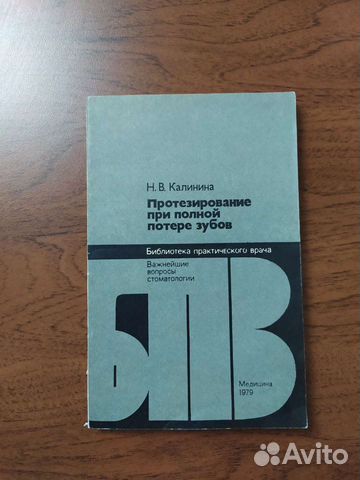 Н. В. Калинина
Протезирование
при полной
потере зубов
Библиотека практического врача
Важнейшие
вопросы
стоматологии
БПВ
Медицина
1979
Avito